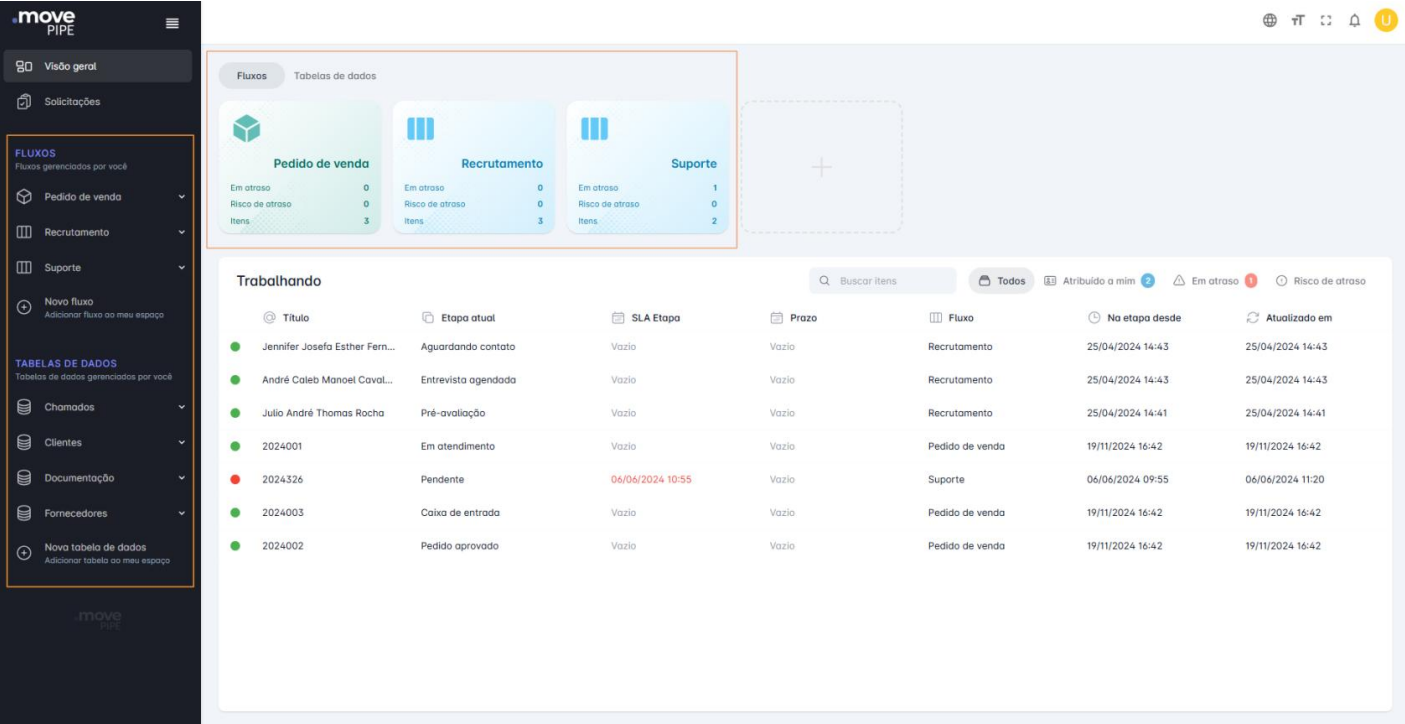 .move
PIPE
Visão geral
Solicitações
FLUXOS
Fluxos gerenciados por você
Pedido de venda
Recrutamento
Suporte
Novo fluxo
Adicionar fluxo ao meu espaço
TABELAS DE DADOS
Tabelas de dados gerenciados por você
Chamados
Clientes
Documentação
Fornecedores
Nova tabela de dados
Adicionar tabela ao meu espaço
.move
PIPE
U
Fluxos Tabelas de dados
Pedido de venda
Em atraso 0
Risco de atraso 0
Itens 3
Recrutamento
Em atraso 0
Risco de atraso 0
Itens 3
Suporte
Em atraso 1
Risco de atraso 0
Itens 2
Trabalhando Buscar itens Todos Atribuído a mim 2 Em atraso 1 Risco de atraso
Título Etapa atual SLA Etapa Prazo Fluxo Na etapa desde Atualizado em
Jennifer Josefa Esther Fern... Aguardando contato Vazio Vazio Recrutamento 25/04/2024 14:43 25/04/2024 14:43
André Caleb Manoel Caval... Entrevista agendada Vazio Vazio Recrutamento 25/04/2024 14:43 25/04/2024 14:43
Julio André Thomas Rocha Pré-avaliação Vazio Vazio Recrutamento 25/04/2024 14:41 25/04/2024 14:41
2024001 Em atendimento Vazio Vazio Pedido de venda 19/11/2024 16:42 19/11/2024 16:42
2024326 Pendente 06/06/2024 10:55 Vazio Suporte 06/06/2024 09:55 06/06/2024 11:20
2024003 Caixa de entrada Vazio Vazio Pedido de venda 19/11/2024 16:42 19/11/2024 16:42
2024002 Pedido aprovado Vazio Vazio Pedido de venda 19/11/2024 16:42 19/11/2024 16:42